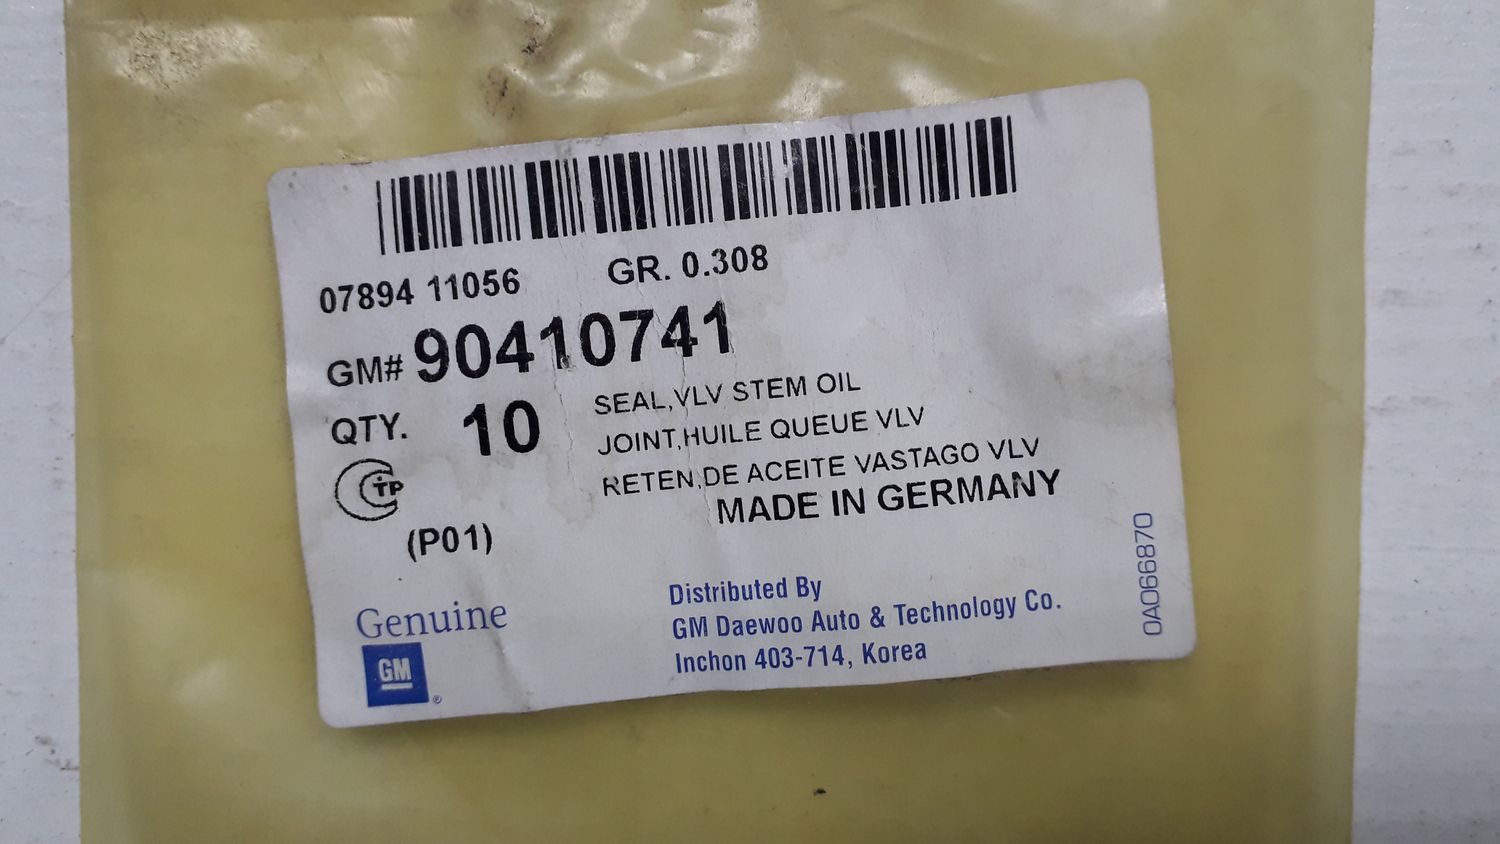 07894 11056 GR. 0.308
GM# 90410741
QTY. 10
SEAL,VLV STEM OIL
JOINT,HUILE QUEUE VLV
RETEN,DE ACEITE VASTAGO VLV
MADE IN GERMANY
TP
(P01)
Genuine
GM
®
Distributed By
GM Daewoo Auto & Technology Co.
Inchon 403-714, Korea
0A066870